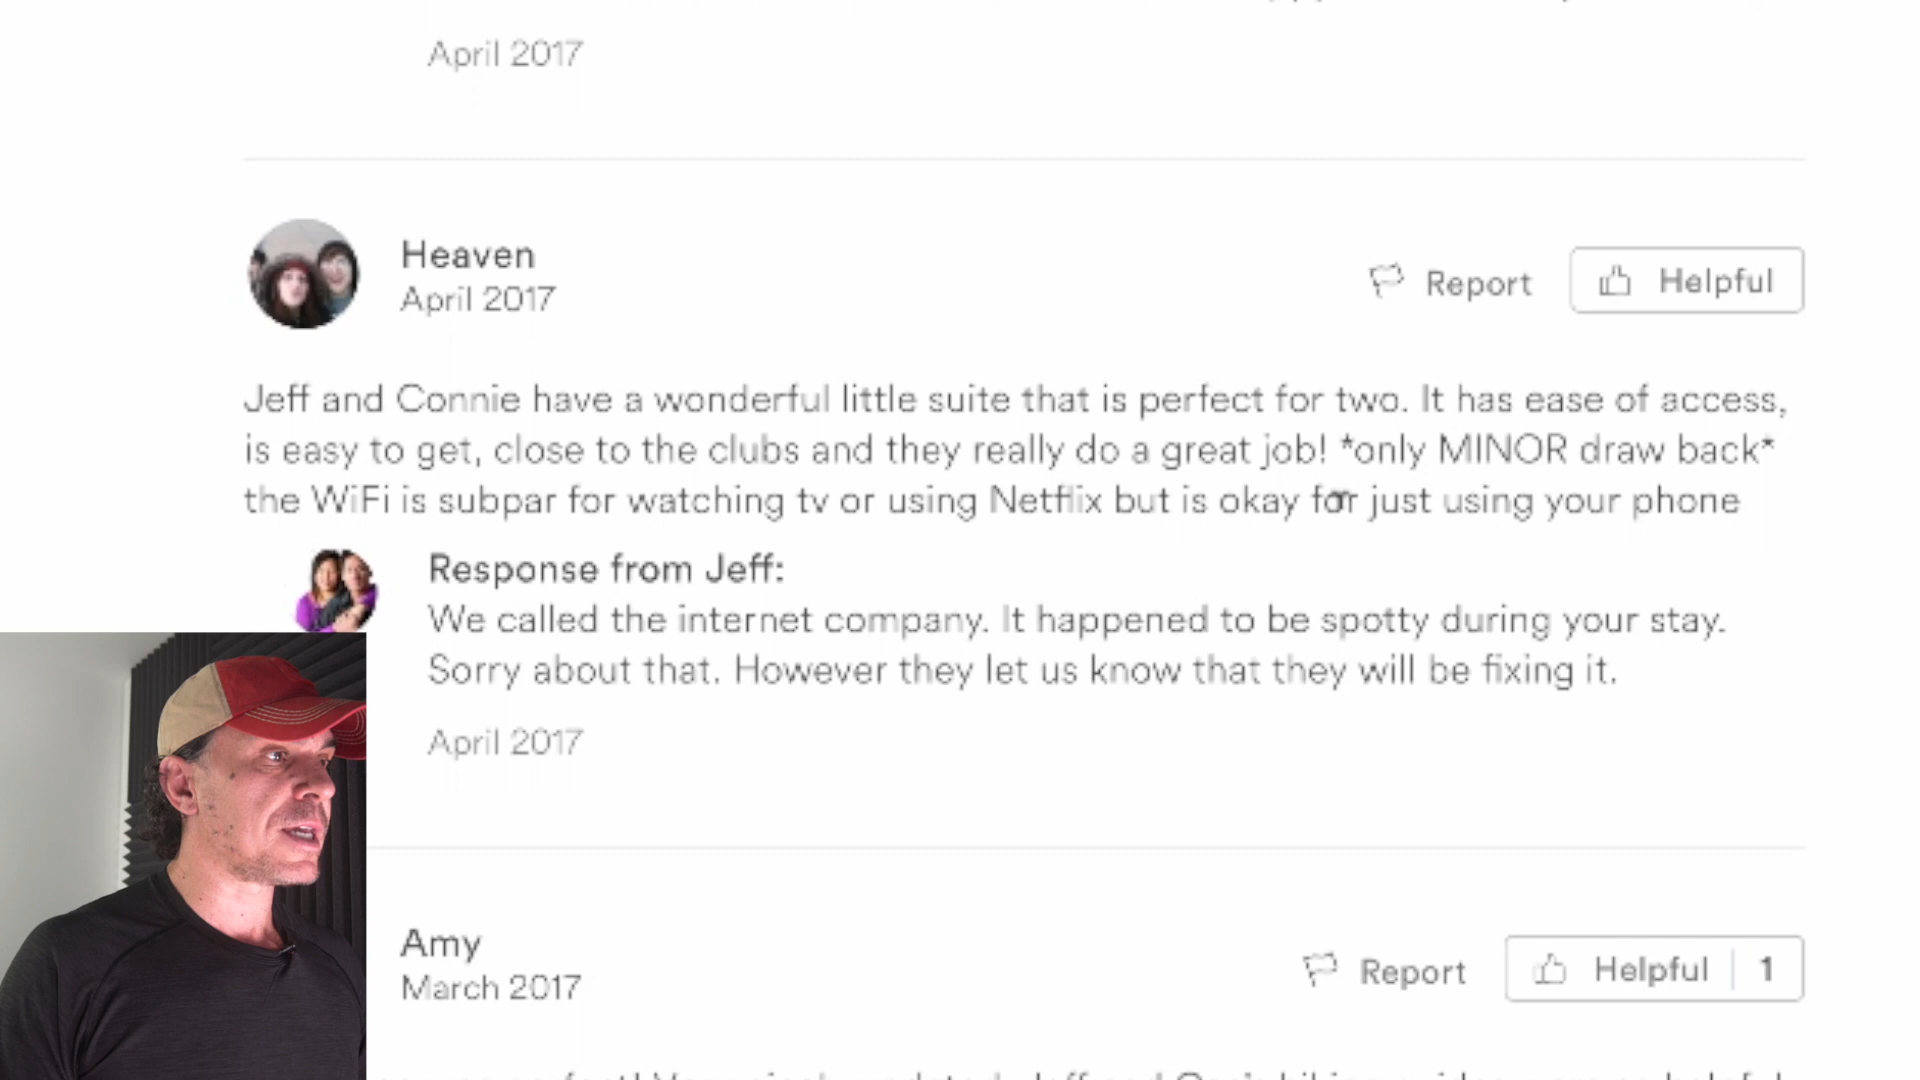 April 2017
Heaven
April 2017
Report
Helpful
Jeff and Connie have a wonderful little suite that is perfect for two. It has ease of access,
is easy to get, close to the clubs and they really do a great job! *only MINOR draw back*
the WiFi is subpar for watching tv or using Netflix but is okay for just using your phone
Response from Jeff:
We called the internet company. It happened to be spotty during your stay.
Sorry about that. However they let us know that they will be fixing it.
April 2017
Amy
March 2017
Report
Helpful 1